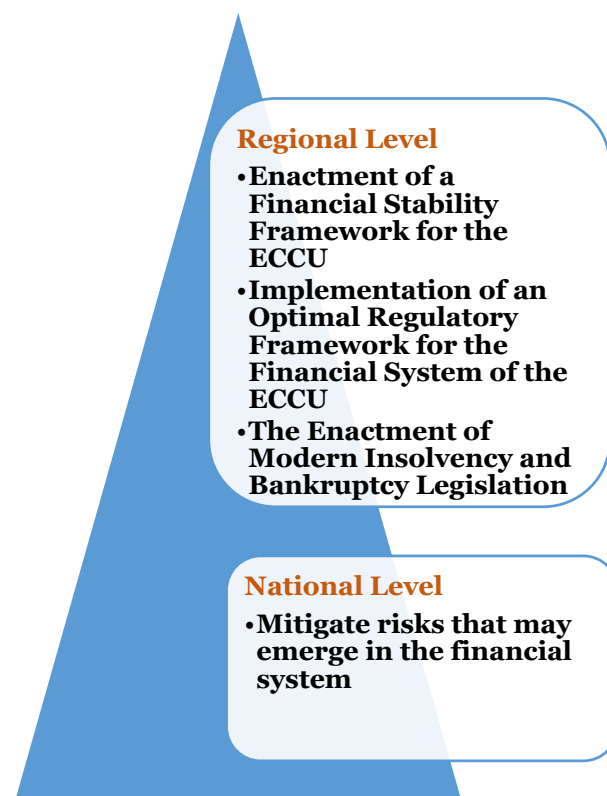 Regional Level
•Enactment of a
Financial Stability
Framework for the
ECCU
•Implementation of an
Optimal Regulatory
Framework for the
Financial System of the
ECCU
•The Enactment of
Modern Insolvency and
Bankruptcy Legislation
National Level
•Mitigate risks that may
emerge in the financial
system